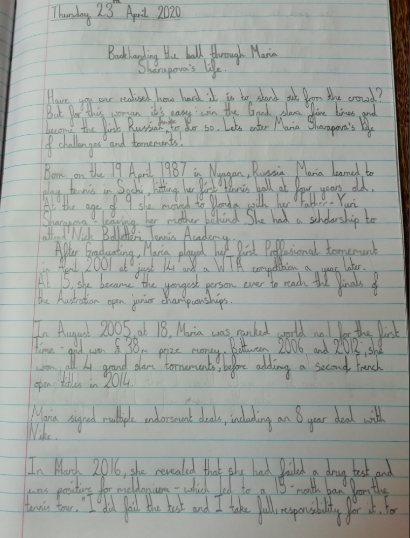 Thursday 23rd April 2020
Backhanding the ball through Maria
Sharapova's life.
Have you ever realised how hard it is to stand out from the crowd?
But for this woman it's easy: win the Grand slam five times and
become the first Russian to do so. Lets enter Maria Sharapova's life
of challenges and tornements.
Born on the 19 April 1987 in Nyagan, Russia Maria learned to
play tennis in Sochi, hitting her first tennis ball at four years old.
At the age of 9 she moved to florida with her father - Yuri
Sharapova leaving her mother behind She had a scholarship to
attend Nick Bollettieri Tennis Academy.
After Graduating, Maria played her first Proffesional tornement
in April 2001 at just 14 and a WTA competition a year later.
At 15, she became the yongest person ever to reach the finals of
the Australian open junior championships.
In August 2005, at 18, Maria was ranked world no1 for the first
time - and won £38m prize money. Between 2006 and 2012, she
won, all 4 grand slam tornements, before adding a second french
open titles in 2014.
Maria signed multiple endorsment deals, including an 8 year deal with
Nike.
In March 2016, she revealed that she had failed a drug test and
was positive for meldonium - which led to a 15-month ban from the
tennis tour. "I did fail the test and I take full responsibility for it. For